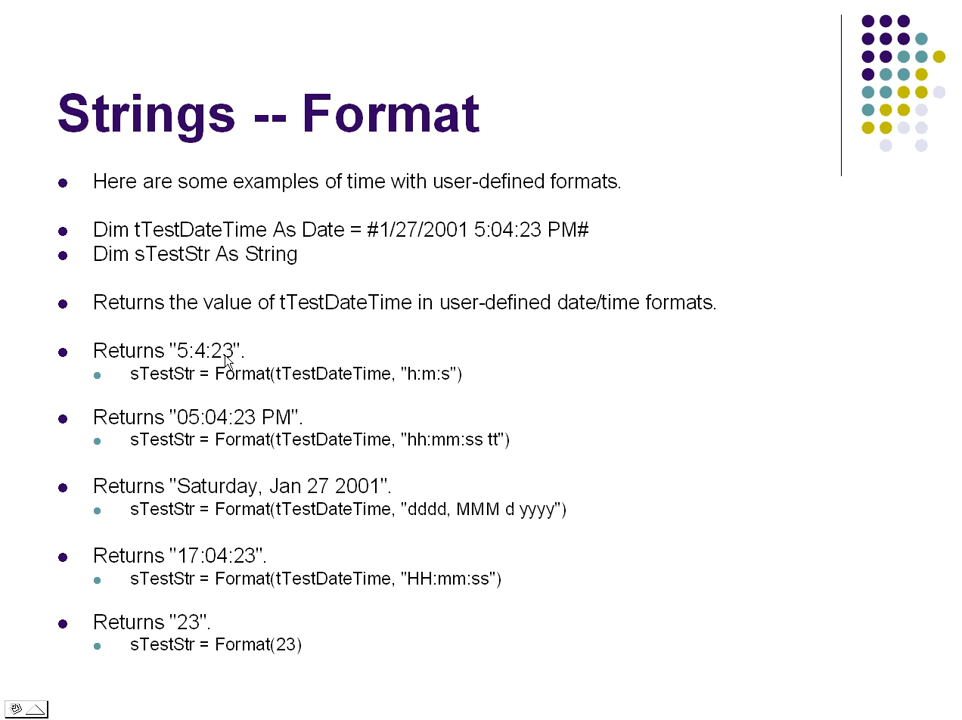 Strings -- Format
Here are some examples of time with user-defined formats.
Dim tTestDateTime As Date = #1/27/2001 5:04:23 PM#
Dim sTestStr As String
Returns the value of tTestDateTime in user-defined date/time formats.
Returns "5:4:23".
sTestStr = Format(tTestDateTime, "h:m:s")
Returns "05:04:23 PM".
sTestStr = Format(tTestDateTime, "hh:mm:ss tt")
Returns "Saturday, Jan 27 2001".
sTestStr = Format(tTestDateTime, "dddd, MMM d yyyy")
Returns "17:04:23".
sTestStr = Format(tTestDateTime, "HH:mm:ss")
Returns "23".
sTestStr = Format(23)